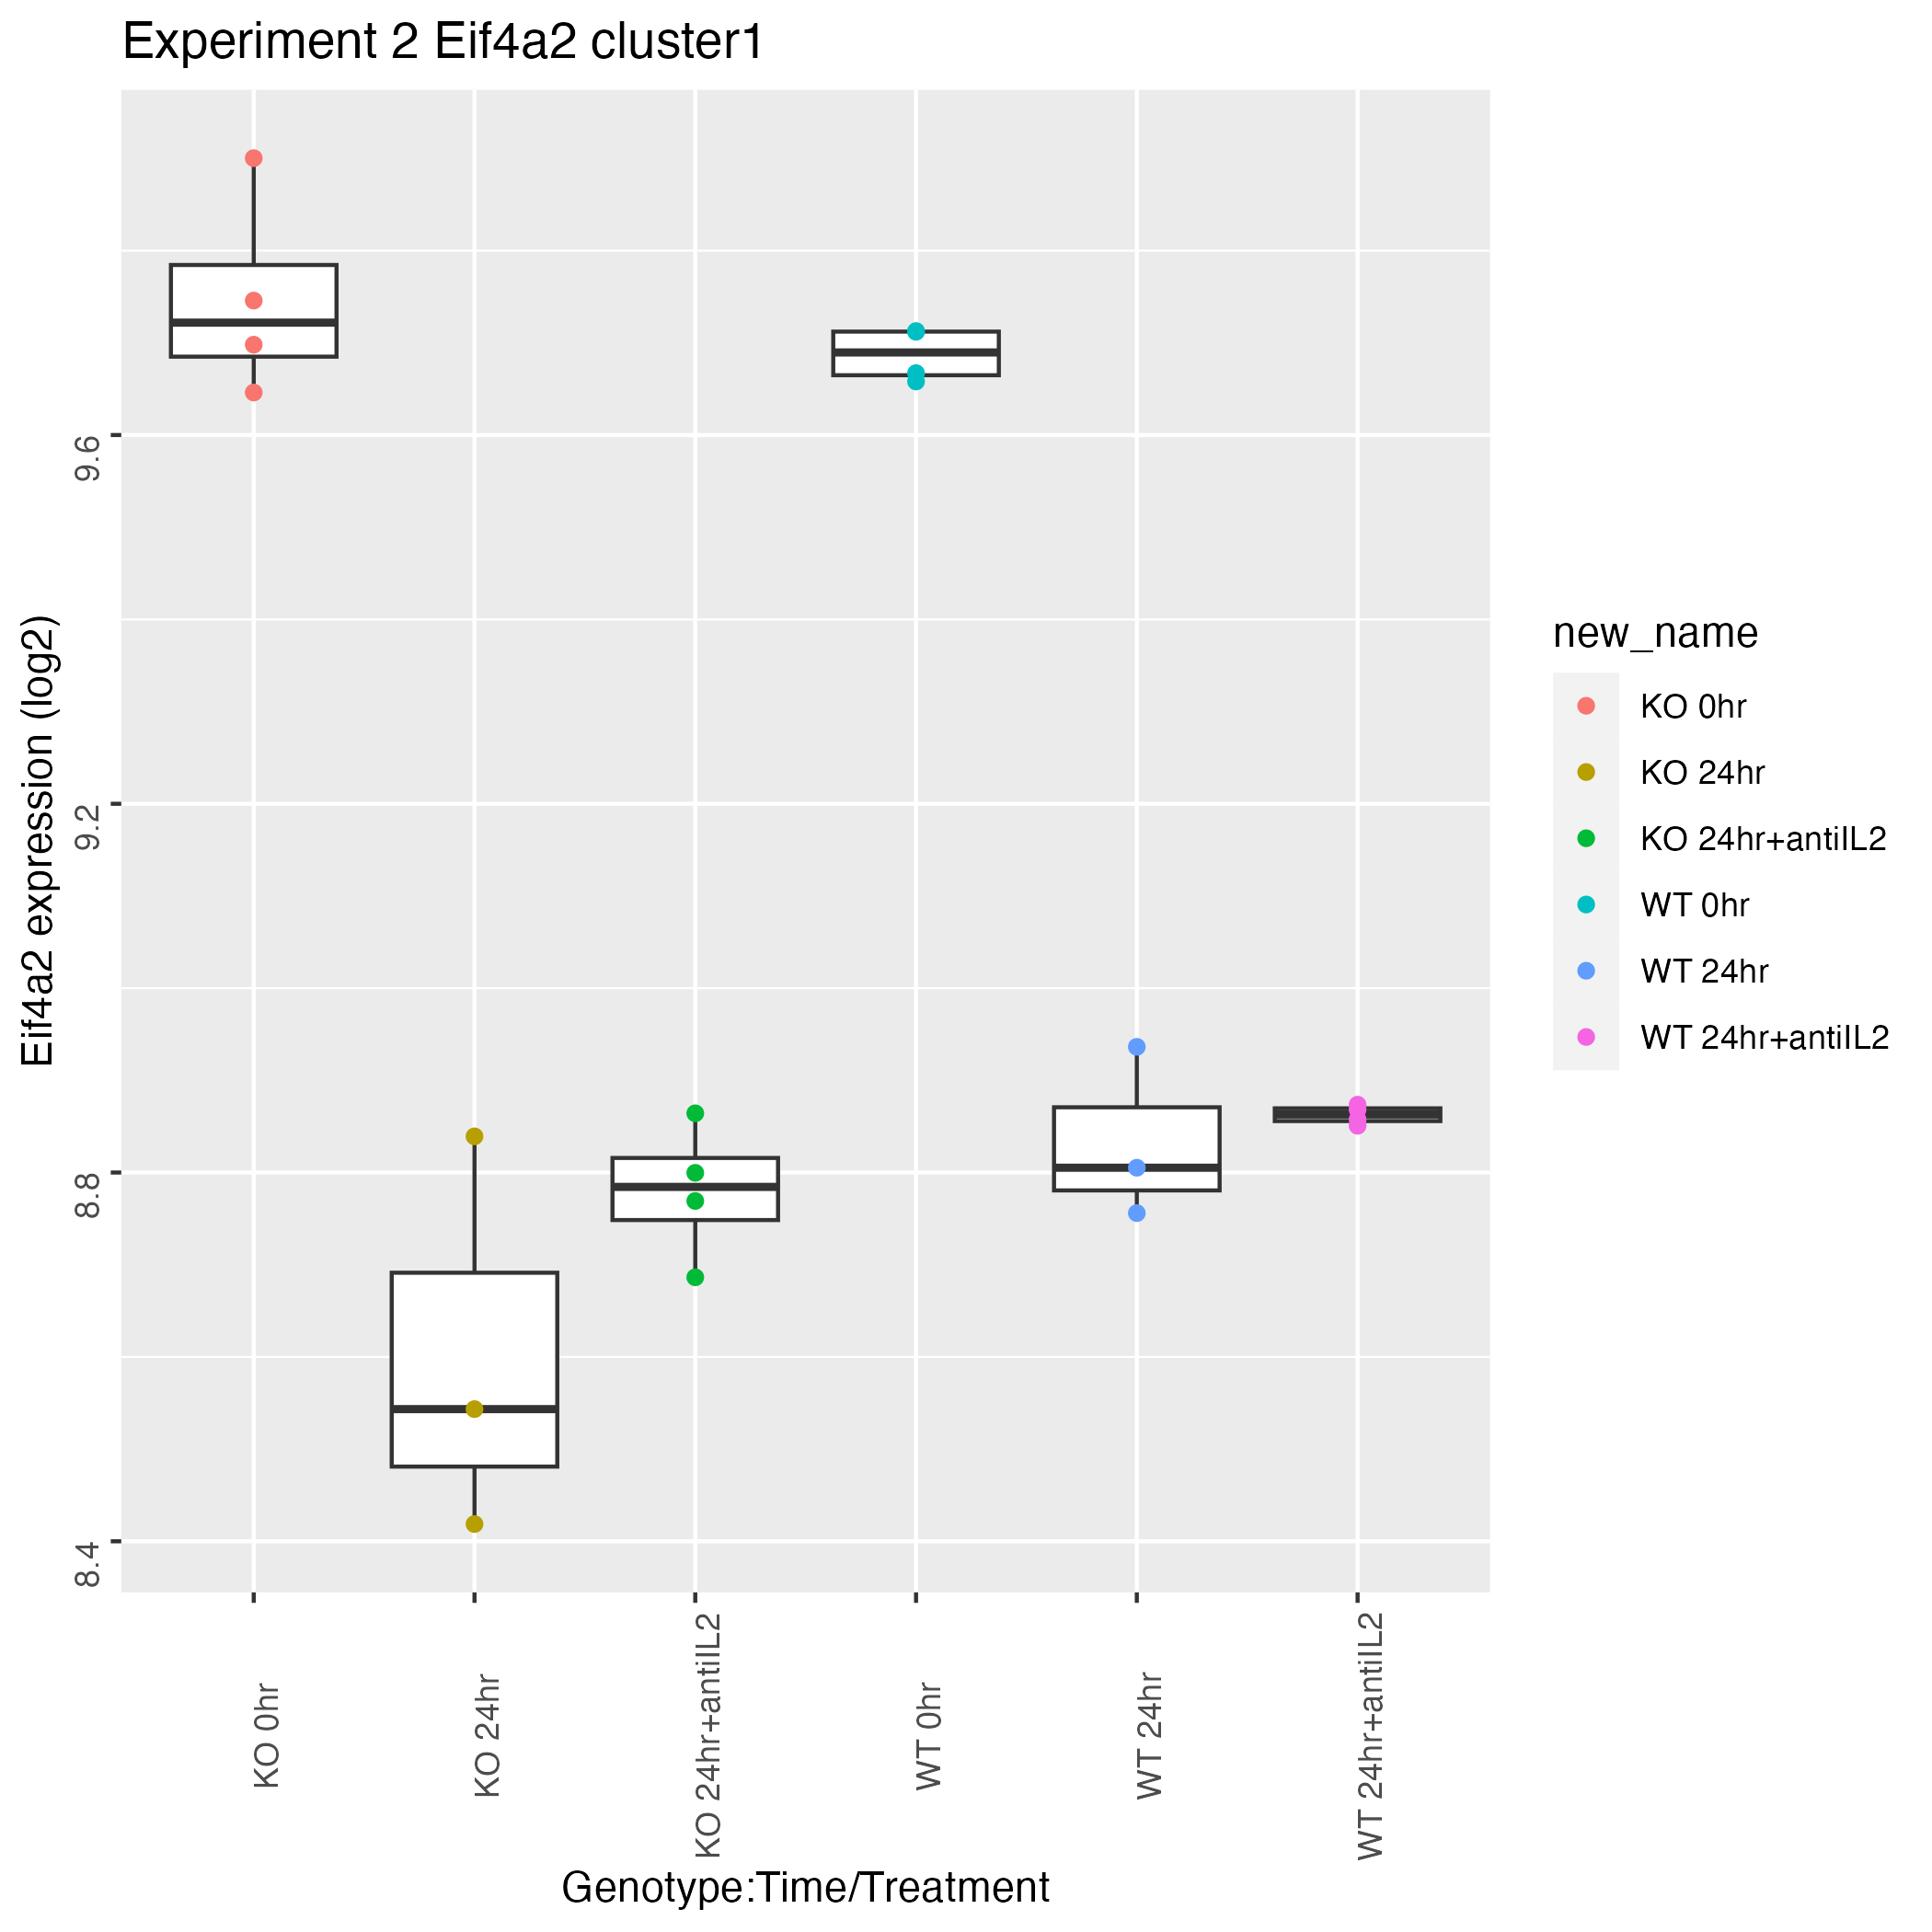 Experiment 2 Eif4a2 cluster1
Eif4a2 expression (log2)
9.6
9.2
8.8
8.4
KO 0hr
KO 24hr
KO 24hr+antiIL2
WT 0hr
WT 24hr
WT 24hr+antiIL2
Genotype:Time/Treatment
new_name
KO 0hr
KO 24hr
KO 24hr+antiIL2
WT 0hr
WT 24hr
WT 24hr+antiIL2